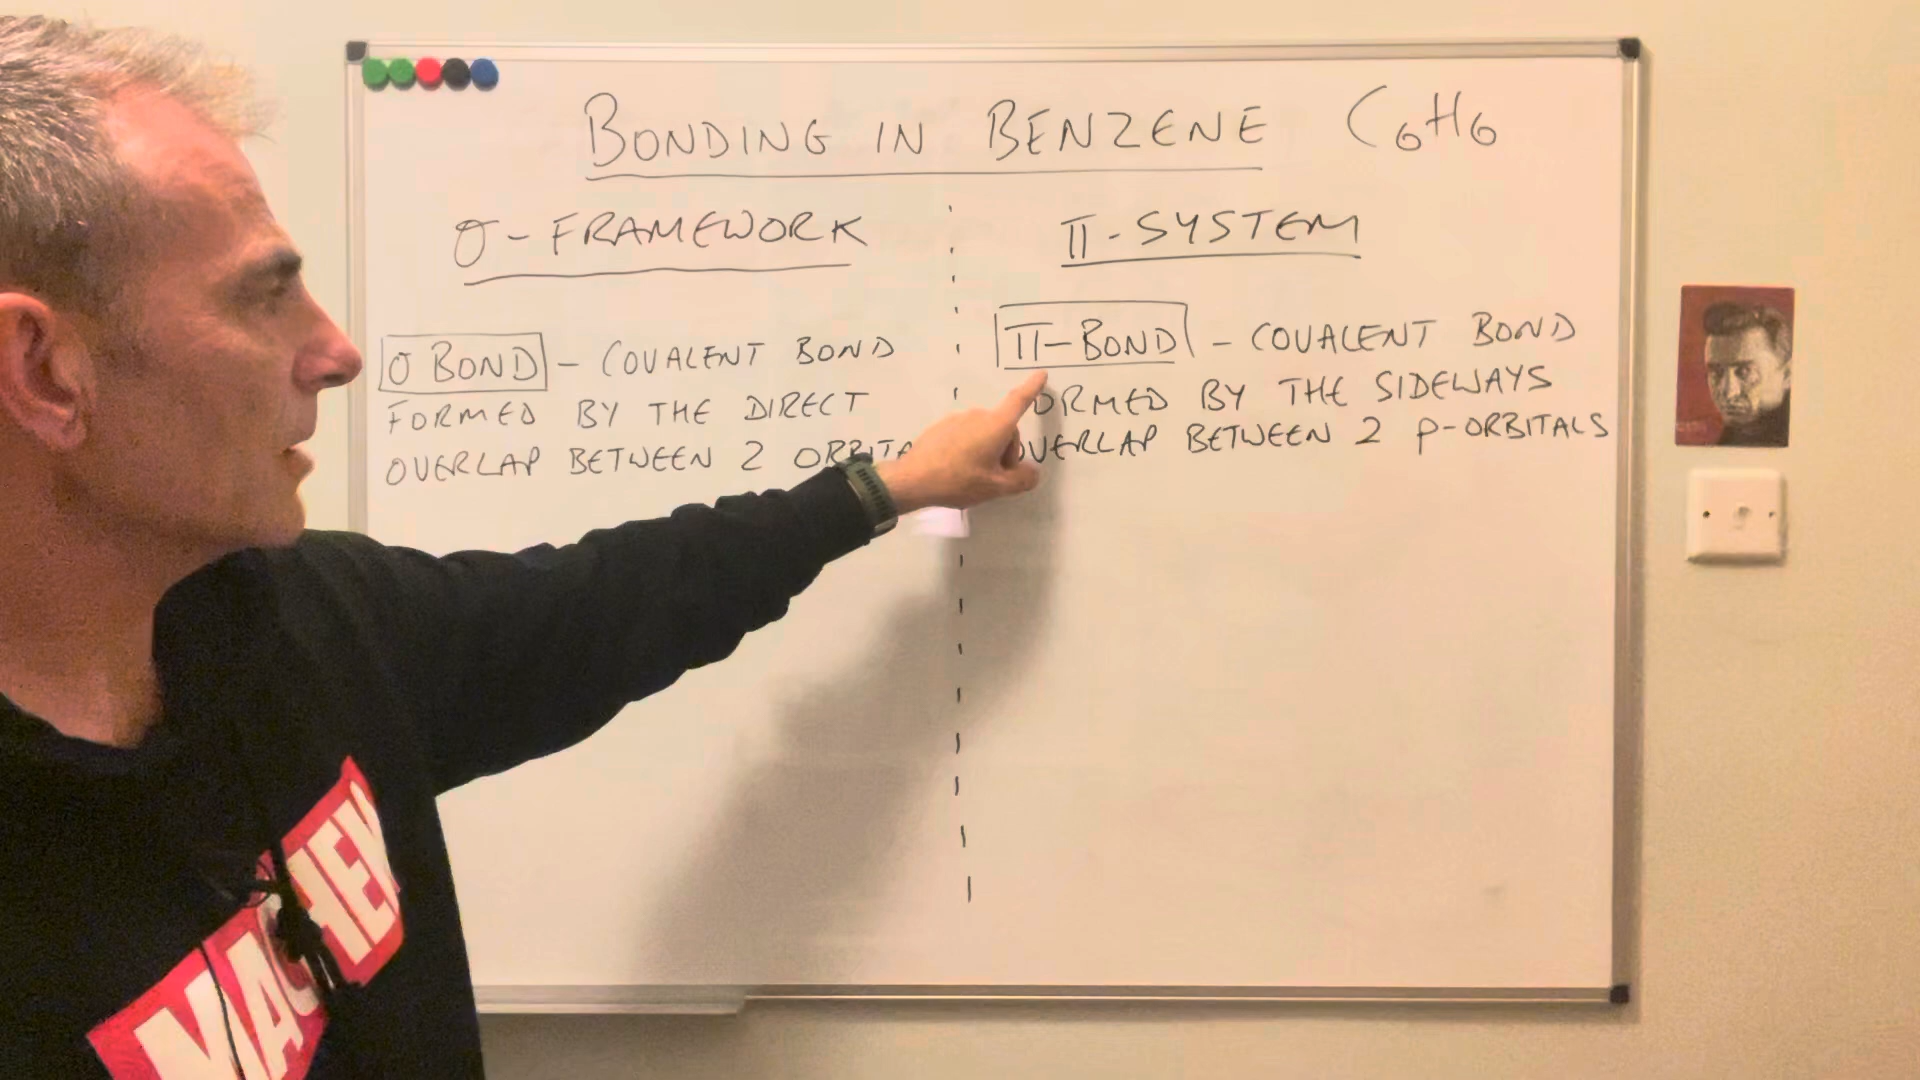 BONDING IN BENZENE C6H6
σ-FRAMEWORK
σ BOND - COVALENT BOND
FORMED BY THE DIRECT
OVERLAP BETWEEN 2
π-SYSTEM
π-BOND - COVALENT BOND
FORMED BY THE SIDEWAYS
OVERLAP BETWEEN 2 p-ORBITALS
MACHEM